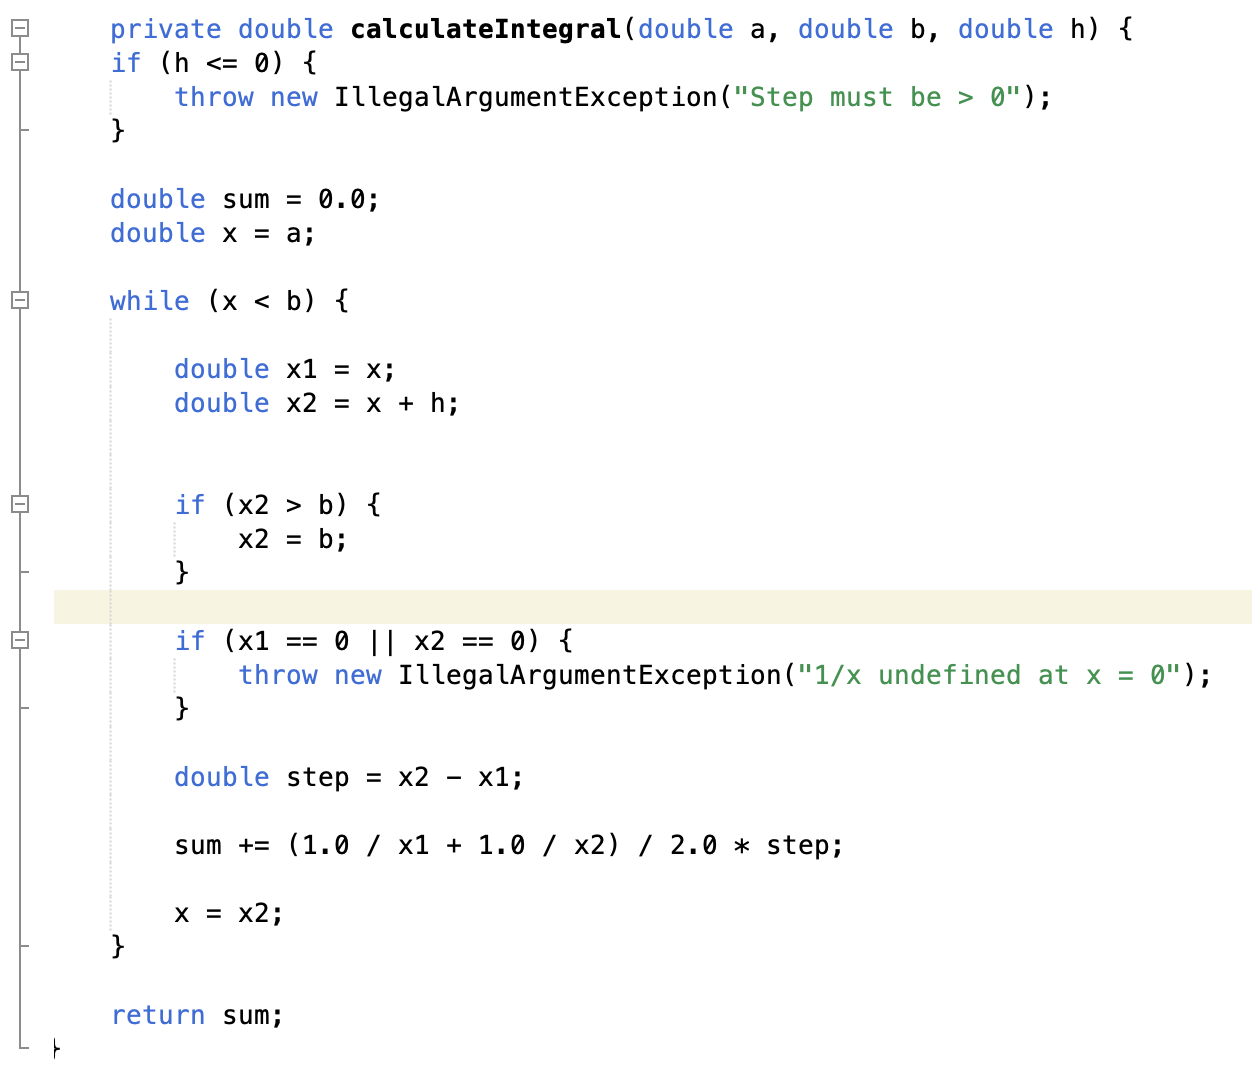 private double calculateIntegral(double a, double b, double h) {
if (h <= 0) {
throw new IllegalArgumentException("Step must be > 0");
}
double sum = 0.0;
double x = a;
while (x < b) {
double x1 = x;
double x2 = x + h;
if (x2 > b) {
x2 = b;
}
if (x1 == 0 || x2 == 0) {
throw new IllegalArgumentException("1/x undefined at x = 0");
}
double step = x2 - x1;
sum += (1.0 / x1 + 1.0 / x2) / 2.0 * step;
x = x2;
}
return sum;
}